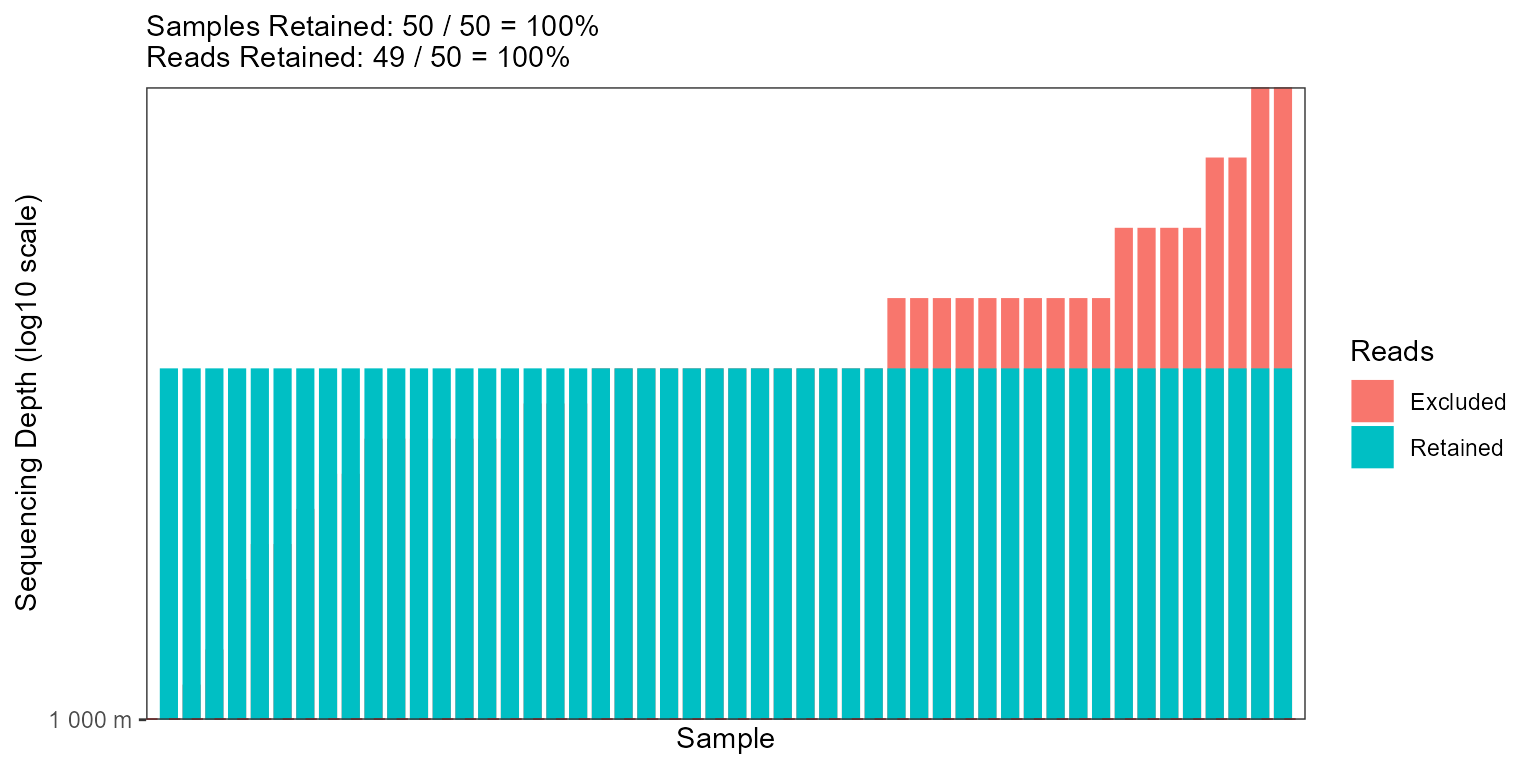 Samples Retained: 50 / 50 = 100%
Reads Retained: 49 / 50 = 100%
Sequencing Depth (log10 scale)
1 000 m
Sample
Reads
Excluded
Retained